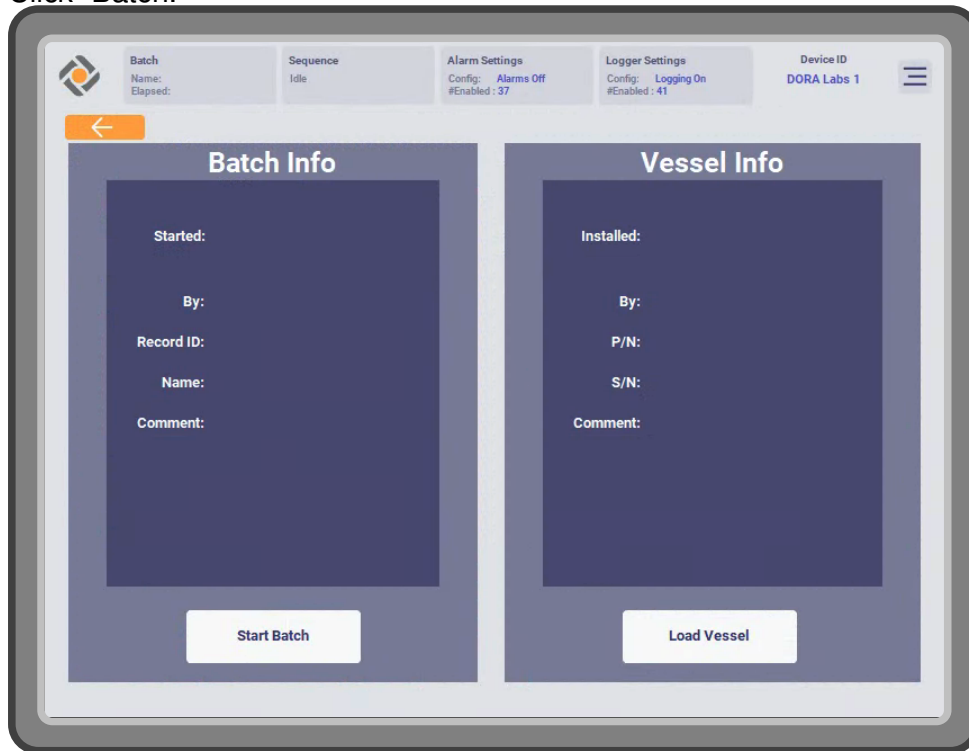 Click "Batch."
Batch
Name:
Elapsed:
Sequence
Idle
Alarm Settings
Config: Alarms Off
#Enabled : 37
Logger Settings
Config: Logging On
#Enabled : 41
Device ID
DORA Labs 1
Batch Info
Started:
By:
Record ID:
Name:
Comment:
Start Batch
Vessel Info
Installed:
By:
P/N:
S/N:
Comment:
Load Vessel